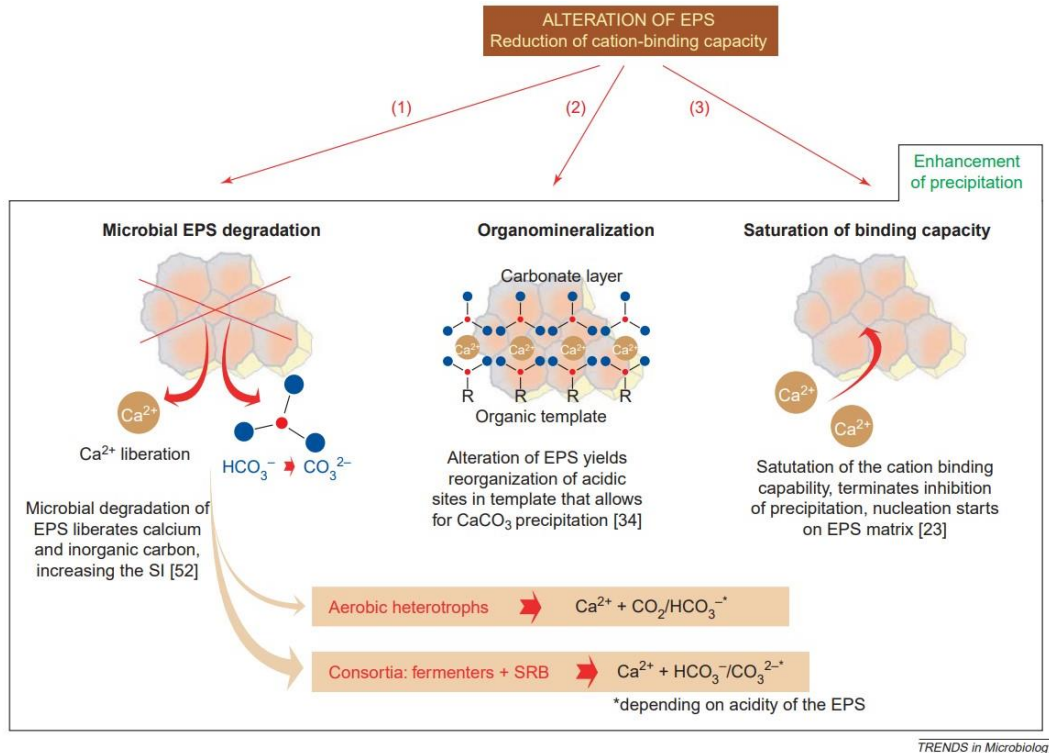 ALTERATION OF EPS
Reduction of cation-binding capacity
(1)
(2)
(3)
Enhancement
of precipitation
Microbial EPS degradation
Organomineralization
Saturation of binding capacity
Carbonate layer
Ca²⁺ Ca²⁺ Ca²⁺ Ca²⁺
R R R R
Organic template
Ca²⁺
Ca²⁺ liberation
HCO₃⁻ CO₃²⁻
Ca²⁺
Ca²⁺
Microbial degradation of
EPS liberates calcium
and inorganic carbon,
increasing the SI [52]
Alteration of EPS yields
reorganization of acidic
sites in template that allows
for CaCO₃ precipitation [34]
Satutation of the cation binding
capability, terminates inhibition
of precipitation, nucleation starts
on EPS matrix [23]
Aerobic heterotrophs Ca²⁺ + CO₂/HCO₃⁻*
Consortia: fermenters + SRB Ca²⁺ + HCO₃⁻/CO₃²⁻*
*depending on acidity of the EPS
TRENDS in Microbiolog